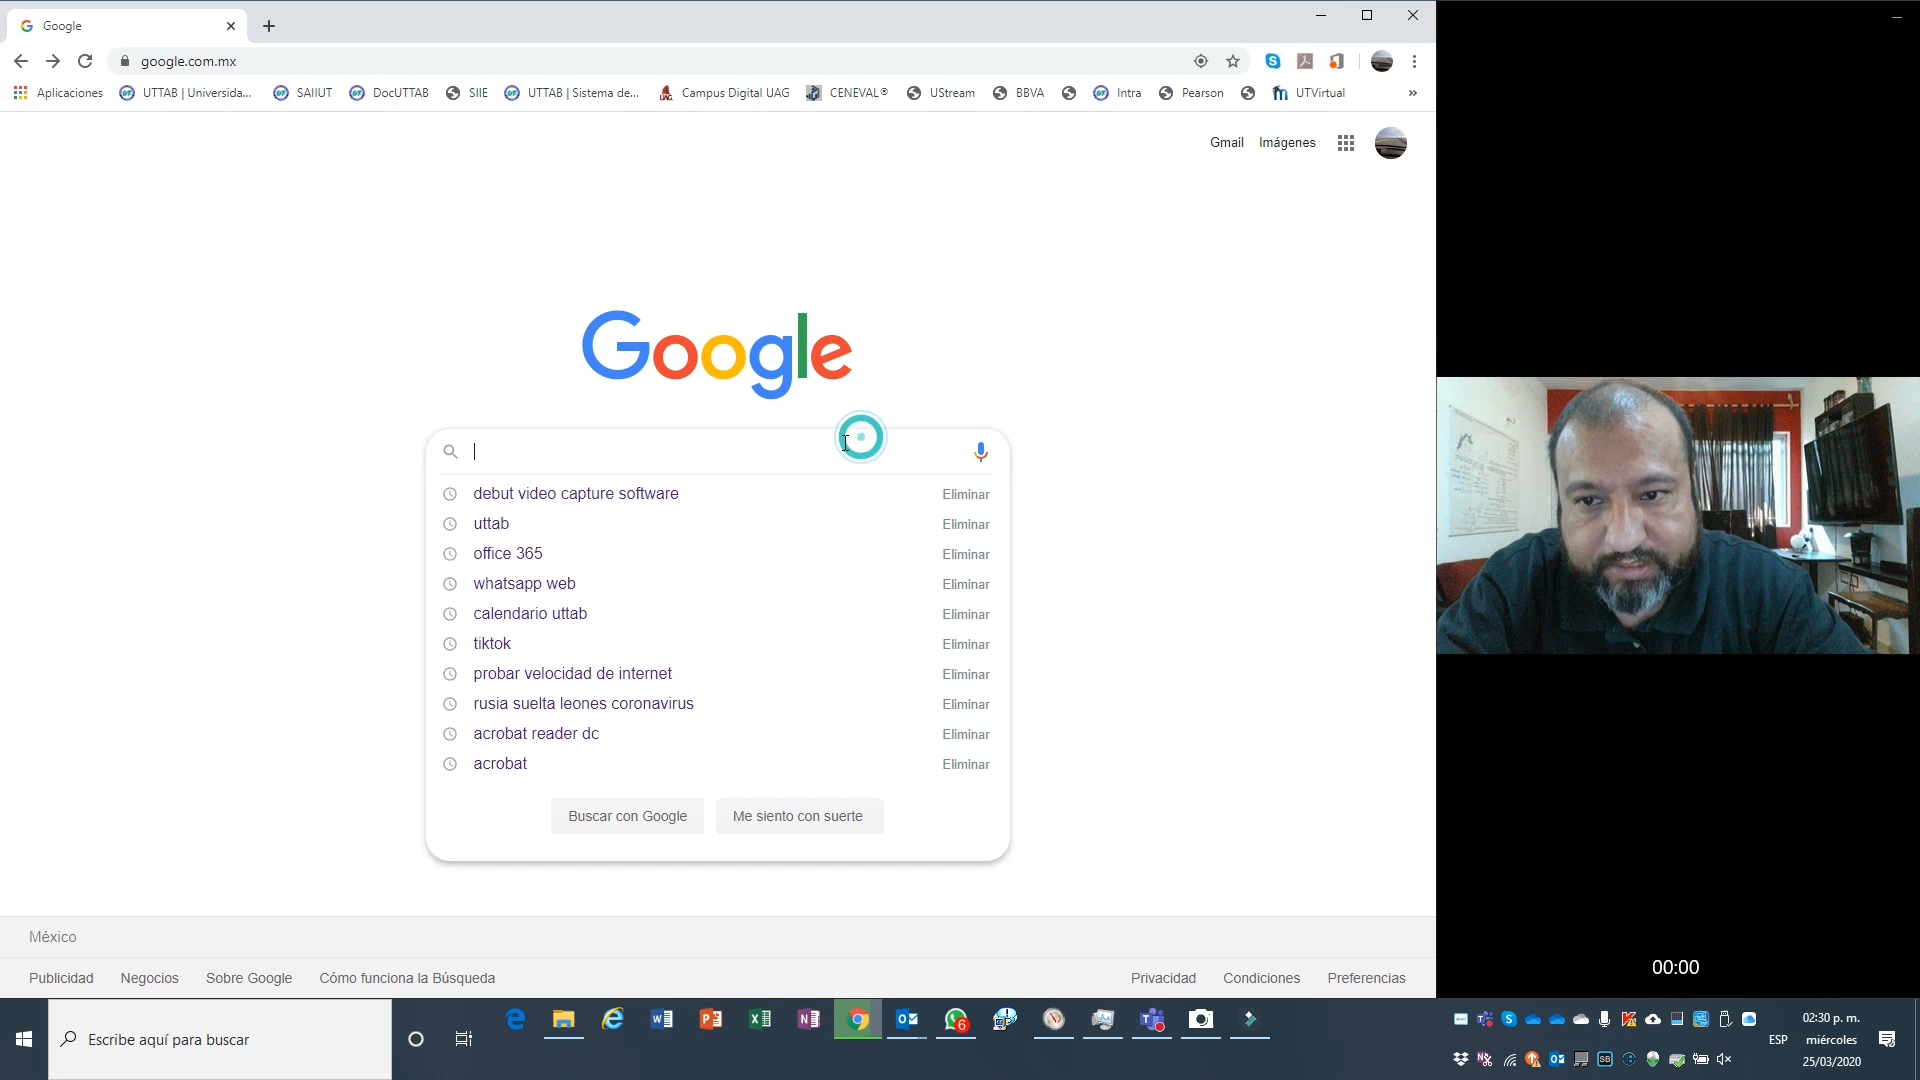 Google
google.com.mx
Aplicaciones UTTAB | Universida... SAIIUT DocUTTAB SIIE UTTAB | Sistema de... Campus Digital UAG CENEVAL® UStream BBVA Intra Pearson UTVirtual »
Gmail Imágenes
Google
debut video capture software Eliminar
uttab Eliminar
office 365 Eliminar
whatsapp web Eliminar
calendario uttab Eliminar
tiktok Eliminar
probar velocidad de internet Eliminar
rusia suelta leones coronavirus Eliminar
acrobat reader dc Eliminar
acrobat Eliminar
Buscar con Google Me siento con suerte
México
Publicidad Negocios Sobre Google Cómo funciona la Búsqueda Privacidad Condiciones Preferencias
00:00
Escribe aquí para buscar
6
ESP
02:30 p. m.
miércoles
25/03/2020